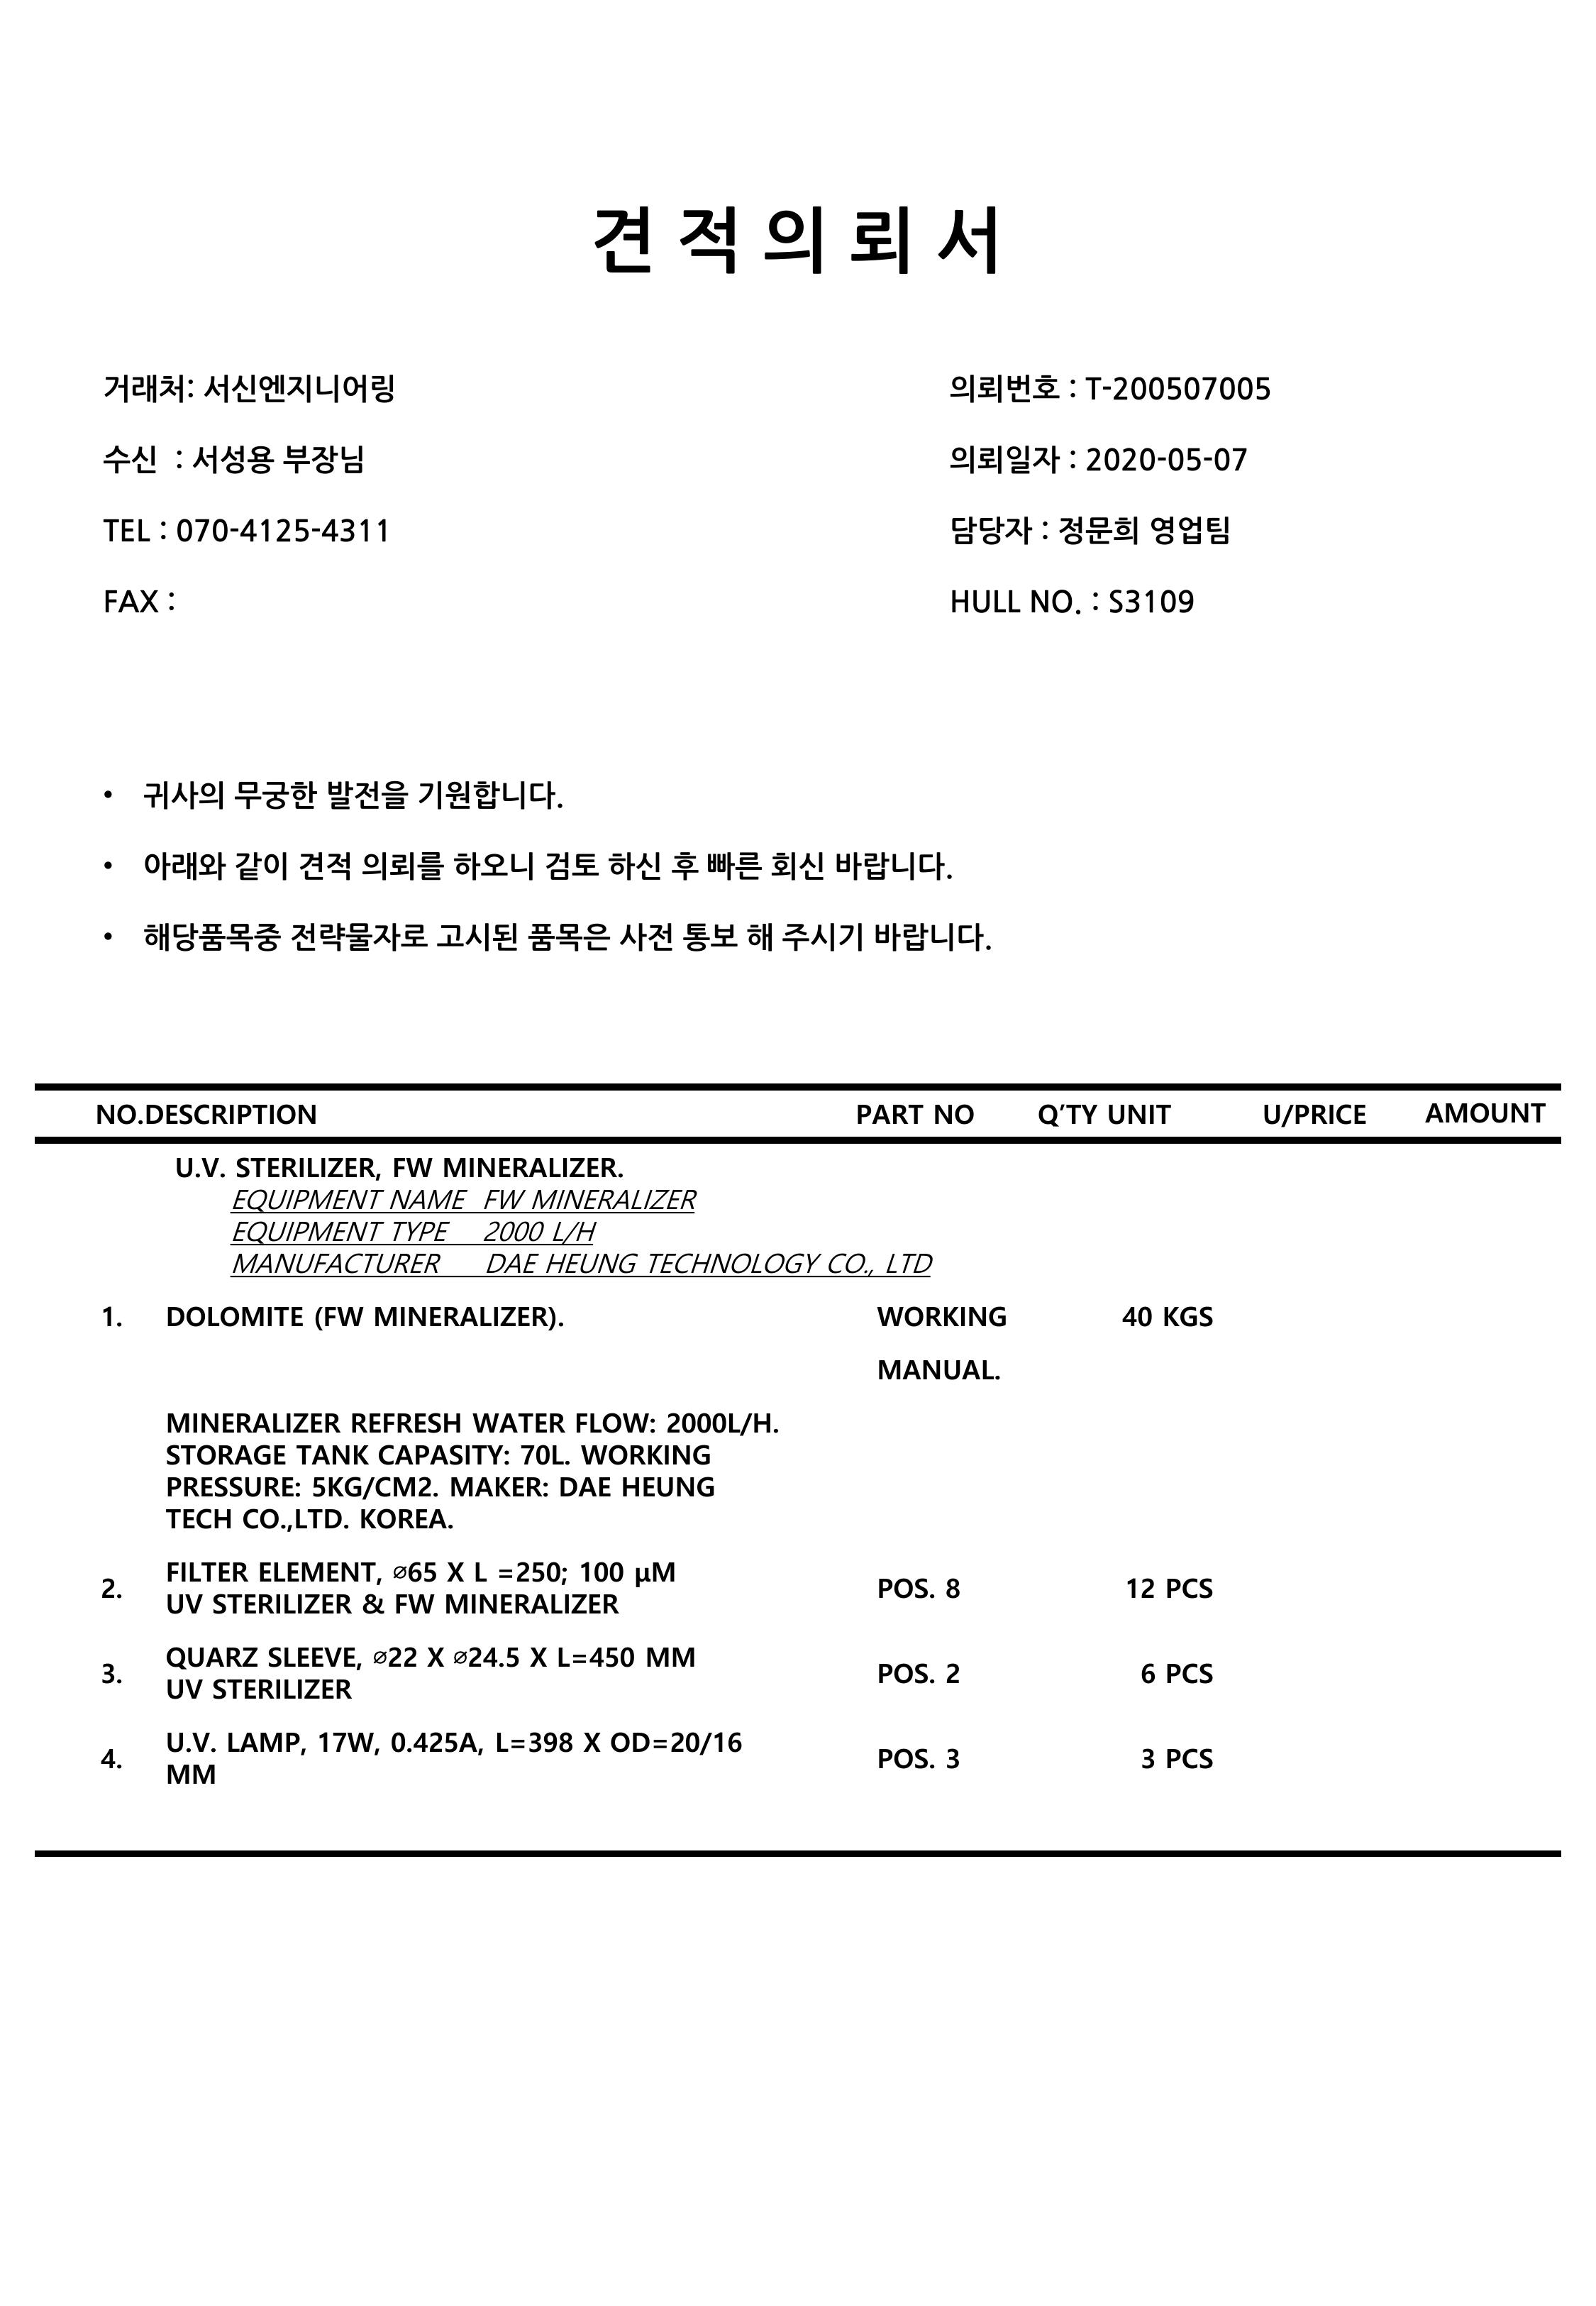 견 적 의 뢰 서
거래처: 서신엔지니어링
의뢰번호 : T-200507005
수신 : 서성용 부장님
의뢰일자 : 2020-05-07
TEL : 070-4125-4311
담당자 : 정문희 영업팀
FAX :
HULL NO. : S3109
• 귀사의 무궁한 발전을 기원합니다.
• 아래와 같이 견적 의뢰를 하오니 검토 하신 후 빠른 회신 바랍니다.
• 해당품목중 전략물자로 고시된 품목은 사전 통보 해 주시기 바랍니다.
NO.DESCRIPTION PART NO Q'TY UNIT U/PRICE AMOUNT
U.V. STERILIZER, FW MINERALIZER.
EQUIPMENT NAME FW MINERALIZER
EQUIPMENT TYPE 2000 L/H
MANUFACTURER DAE HEUNG TECHNOLOGY CO., LTD
1. DOLOMITE (FW MINERALIZER). WORKING 40 KGS
MANUAL.
MINERALIZER REFRESH WATER FLOW: 2000L/H.
STORAGE TANK CAPASITY: 70L. WORKING
PRESSURE: 5KG/CM2. MAKER: DAE HEUNG
TECH CO.,LTD. KOREA.
2. FILTER ELEMENT, ⌀65 X L =250; 100 µM
UV STERILIZER & FW MINERALIZER POS. 8 12 PCS
3. QUARZ SLEEVE, ⌀22 X ⌀24.5 X L=450 MM
UV STERILIZER POS. 2 6 PCS
4. U.V. LAMP, 17W, 0.425A, L=398 X OD=20/16
MM POS. 3 3 PCS